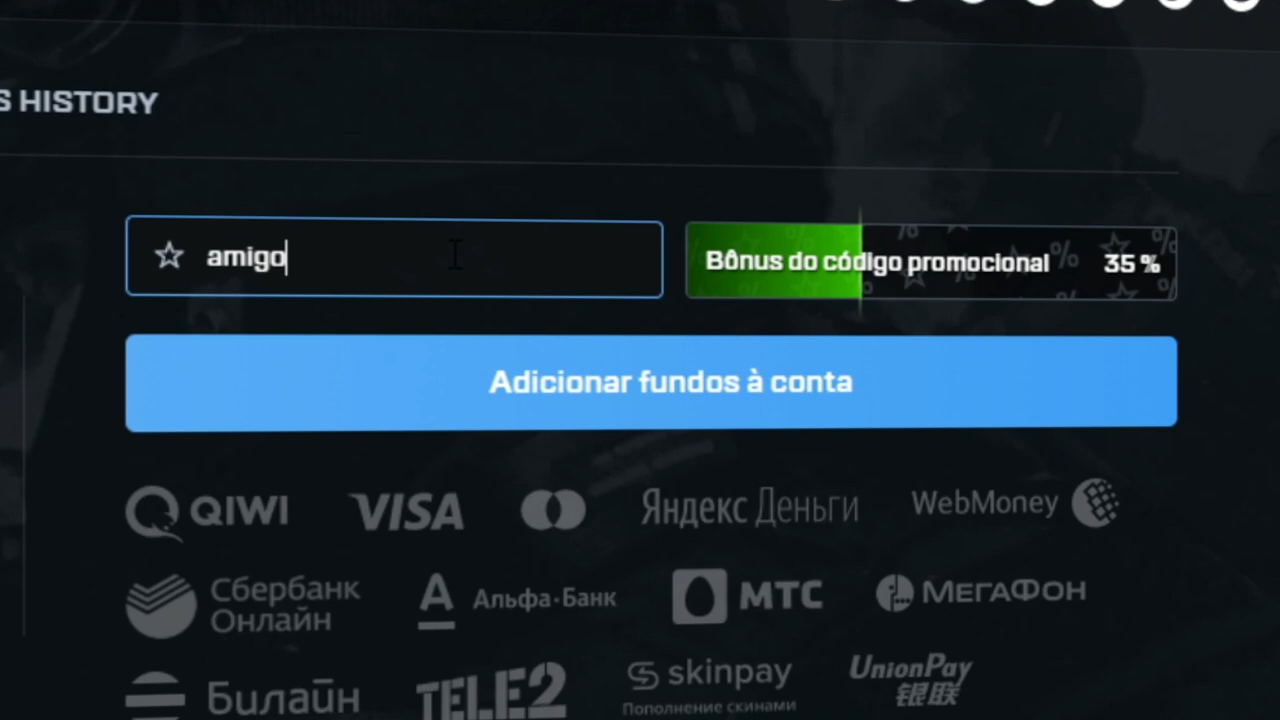 S HISTORY
amigo
Bônus do código promocional 35 %
Adicionar fundos à conta
QIWI VISA Яндекс Деньги WebMoney
Сбербанк Онлайн А Альфа·Банк МТС МЕГАФОН
Билайн TELE2 skinpay Пополнение скинами UnionPay 银联